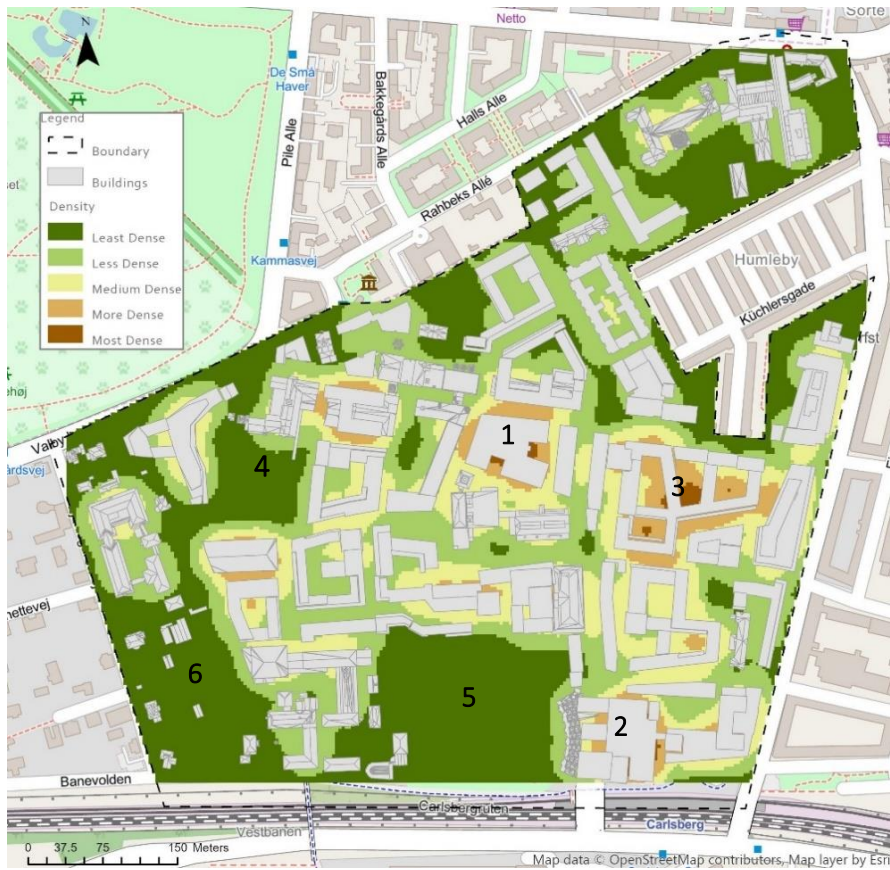 Netto
Sorte
N
De Små
Haver
Bakkegårds Alle
Halls Alle
Pile Alle
Legend
Boundary
Buildings
Density
Least Dense
Less Dense
Medium Dense
More Dense
Most Dense
Rahbeks Allé
Kammasvej
Humleby
Küchlersgade
Valby
1
4
3
6
5
2
Banevolden
Carlsbergruten
Vestbanen
Carlsberg
0 37.5 75 150 Meters
Map data © OpenStreetMap contributors, Map layer by Esri